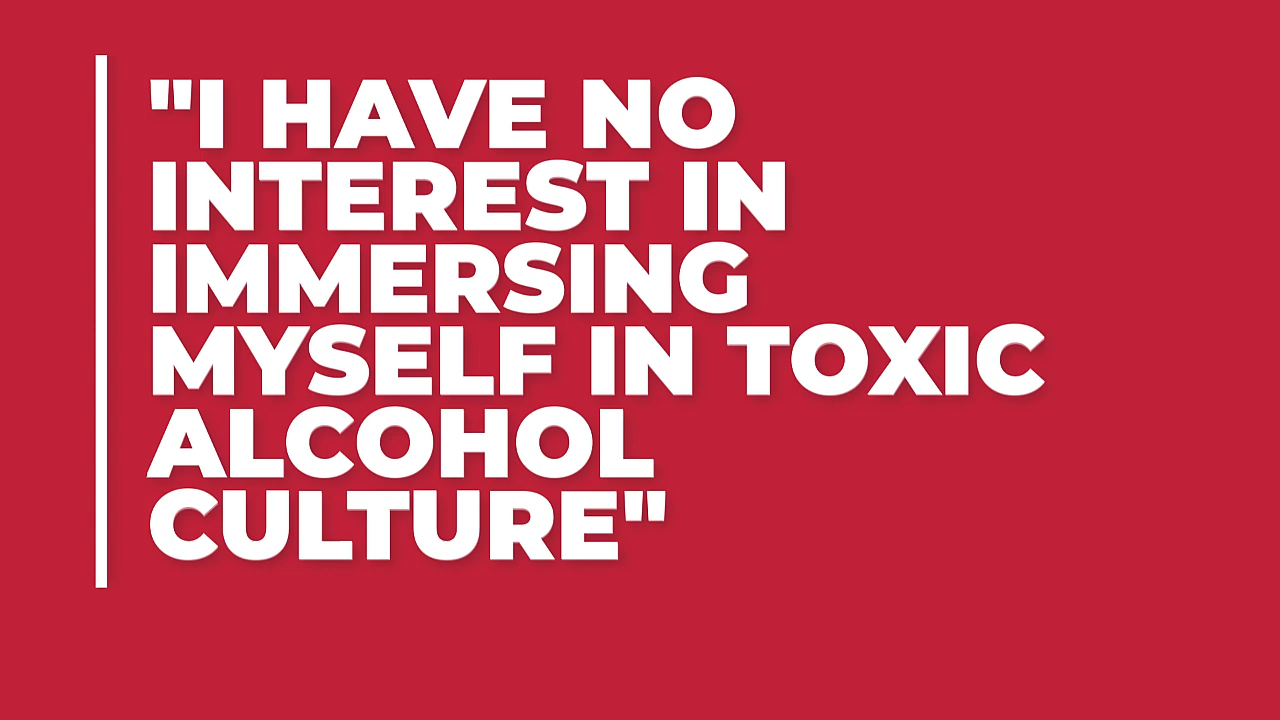 "I HAVE NO
INTEREST IN
IMMERSING
MYSELF IN TOXIC
ALCOHOL
CULTURE"